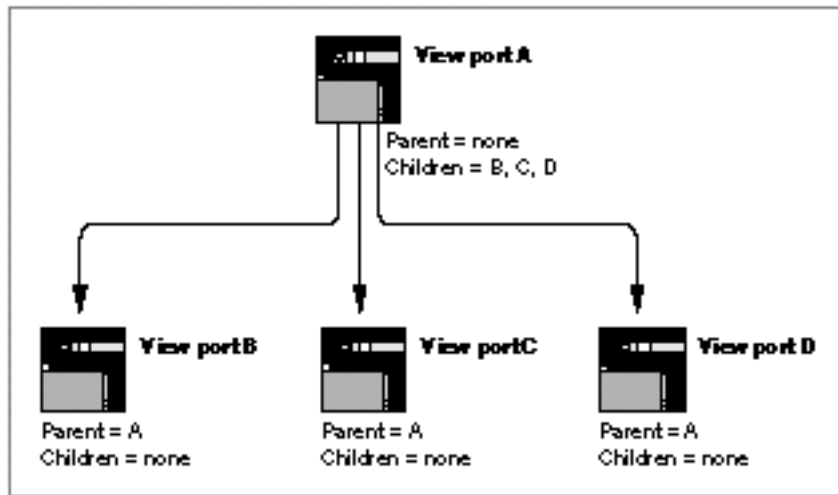 View port A
Parent = none
Children = B, C, D
View port B
View port C
View port D
Parent = A
Children = none
Parent = A
Children = none
Parent = A
Children = none